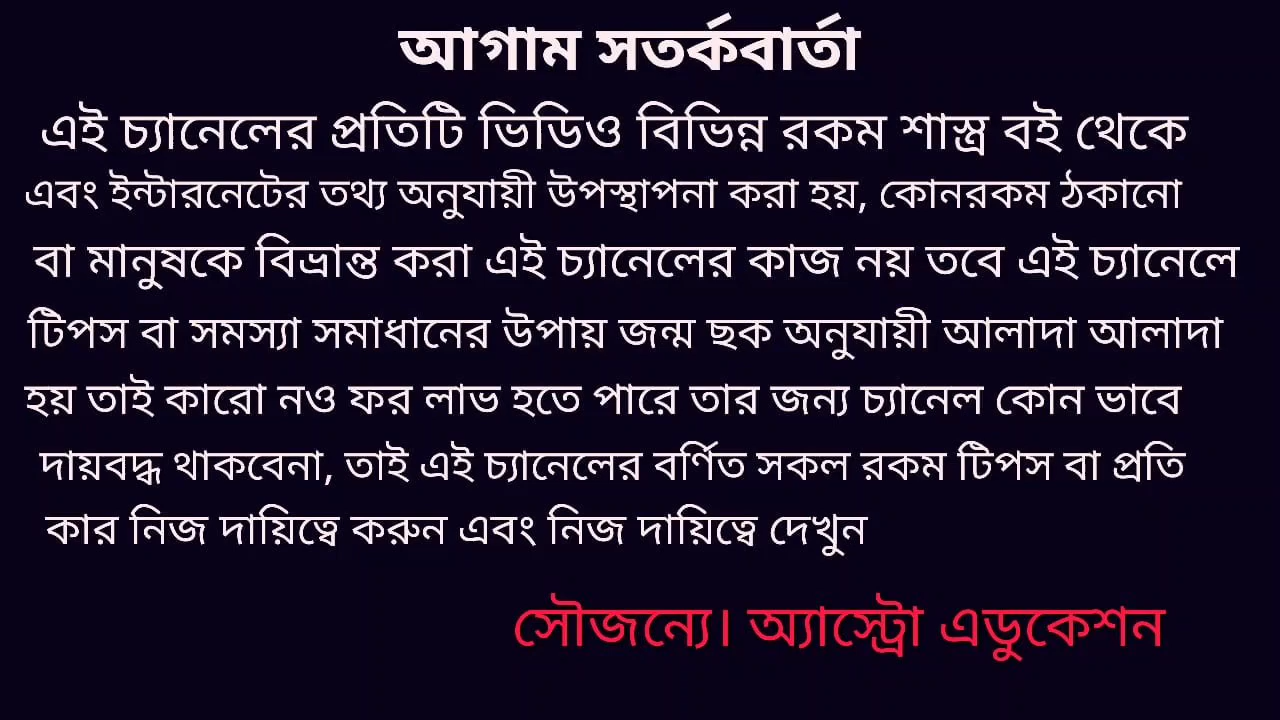 আগাম সতর্কবার্তা
এই চ্যানেলের প্রতিটি ভিডিও বিভিন্ন রকম শাস্ত্র বই থেকে
এবং ইন্টারনেটের তথ্য অনুযায়ী উপস্থাপনা করা হয়, কোনরকম ঠকানো
বা মানুষকে বিভ্রান্ত করা এই চ্যানেলের কাজ নয় তবে এই চ্যানেলে
টিপস বা সমস্যা সমাধানের উপায় জন্ম ছক অনুযায়ী আলাদা আলাদা
হয় তাই কারো নও ফর লাভ হতে পারে তার জন্য চ্যানেল কোন ভাবে
দায়বদ্ধ থাকবেনা, তাই এই চ্যানেলের বর্ণিত সকল রকম টিপস বা প্রতি
কার নিজ দায়িত্বে করুন এবং নিজ দায়িত্বে দেখুন
সৌজন্যে। অ্যাস্ট্রো এডুকেশন